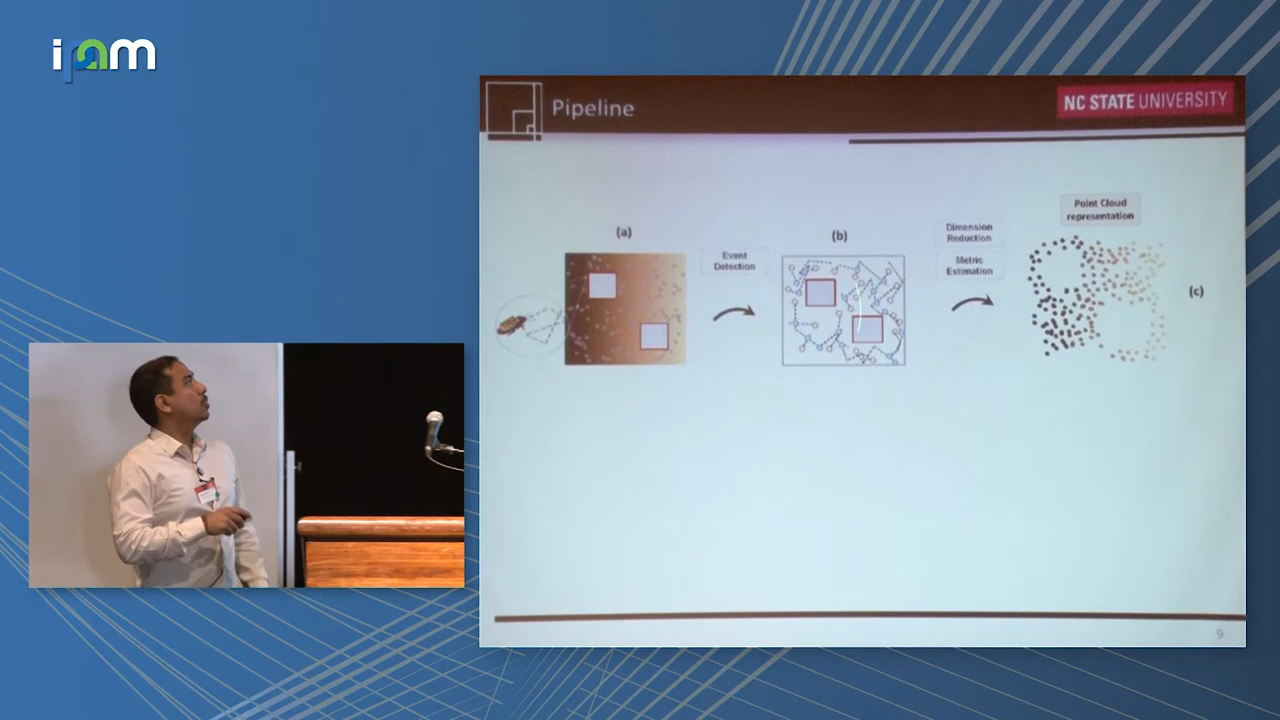 ipam
Pipeline
NC STATE UNIVERSITY
Point Cloud
representation
(a)
(b)
Event
Detection
Dimension
Reduction
Metric
Estimation
(c)
9